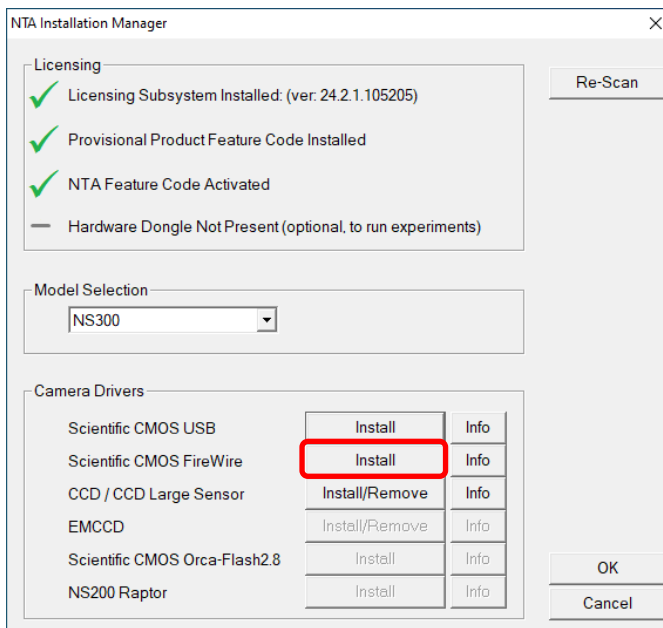 NTA Installation Manager
Licensing
Re-Scan
Licensing Subsystem Installed: (ver: 24.2.1.105205)
Provisional Product Feature Code Installed
NTA Feature Code Activated
Hardware Dongle Not Present (optional, to run experiments)
Model Selection
NS300
Camera Drivers
Scientific CMOS USB Install Info
Scientific CMOS FireWire Install Info
CCD / CCD Large Sensor Install/Remove Info
EMCCD Install/Remove Info
Scientific CMOS Orca-Flash2.8 Install Info
OK
NS200 Raptor Install Info
Cancel